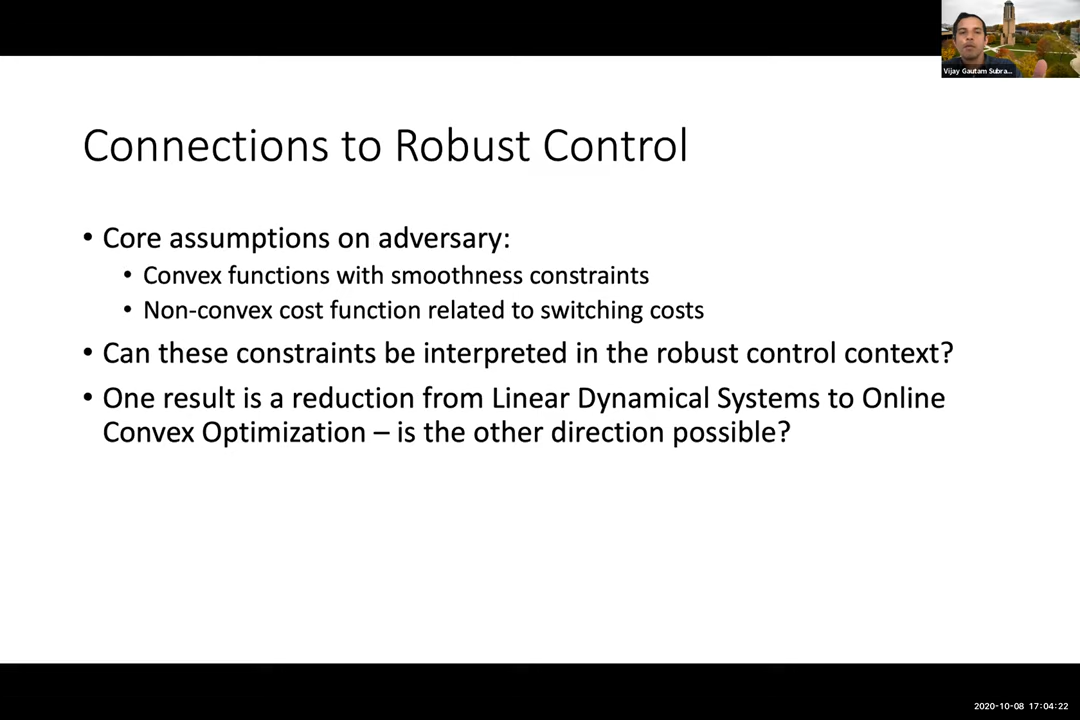 Vijay Gautam Subra...
Connections to Robust Control
• Core assumptions on adversary:
• Convex functions with smoothness constraints
• Non-convex cost function related to switching costs
• Can these constraints be interpreted in the robust control context?
• One result is a reduction from Linear Dynamical Systems to Online
Convex Optimization – is the other direction possible?
2020-10-08 17:04:22